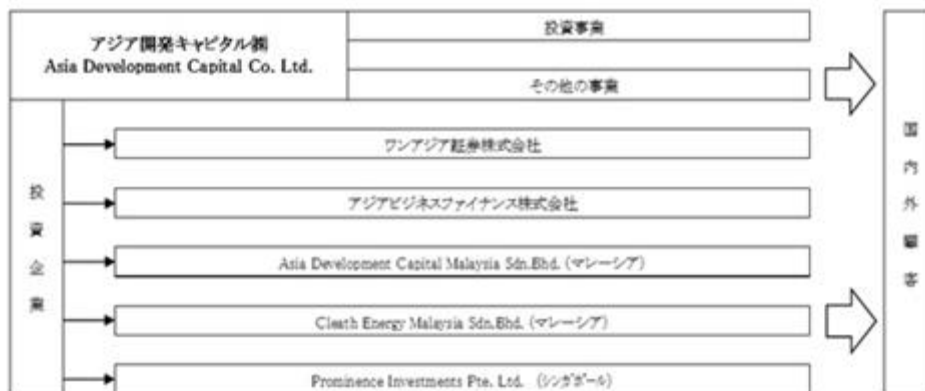 アジア開発キャピタル㈱
Asia Development Capital Co. Ltd.
投資事業
その他の事業
ワンアジア証券株式会社
アジアビジネスファイナンス株式会社
Asia Development Capital Malaysia Sdn.Bhd. (マレーシア)
Cleath Energy Malaysia Sdn.Bhd. (マレーシア)
Prominence Investments Pte. Ltd. (シンガポール)
投資企業
国内外顧客